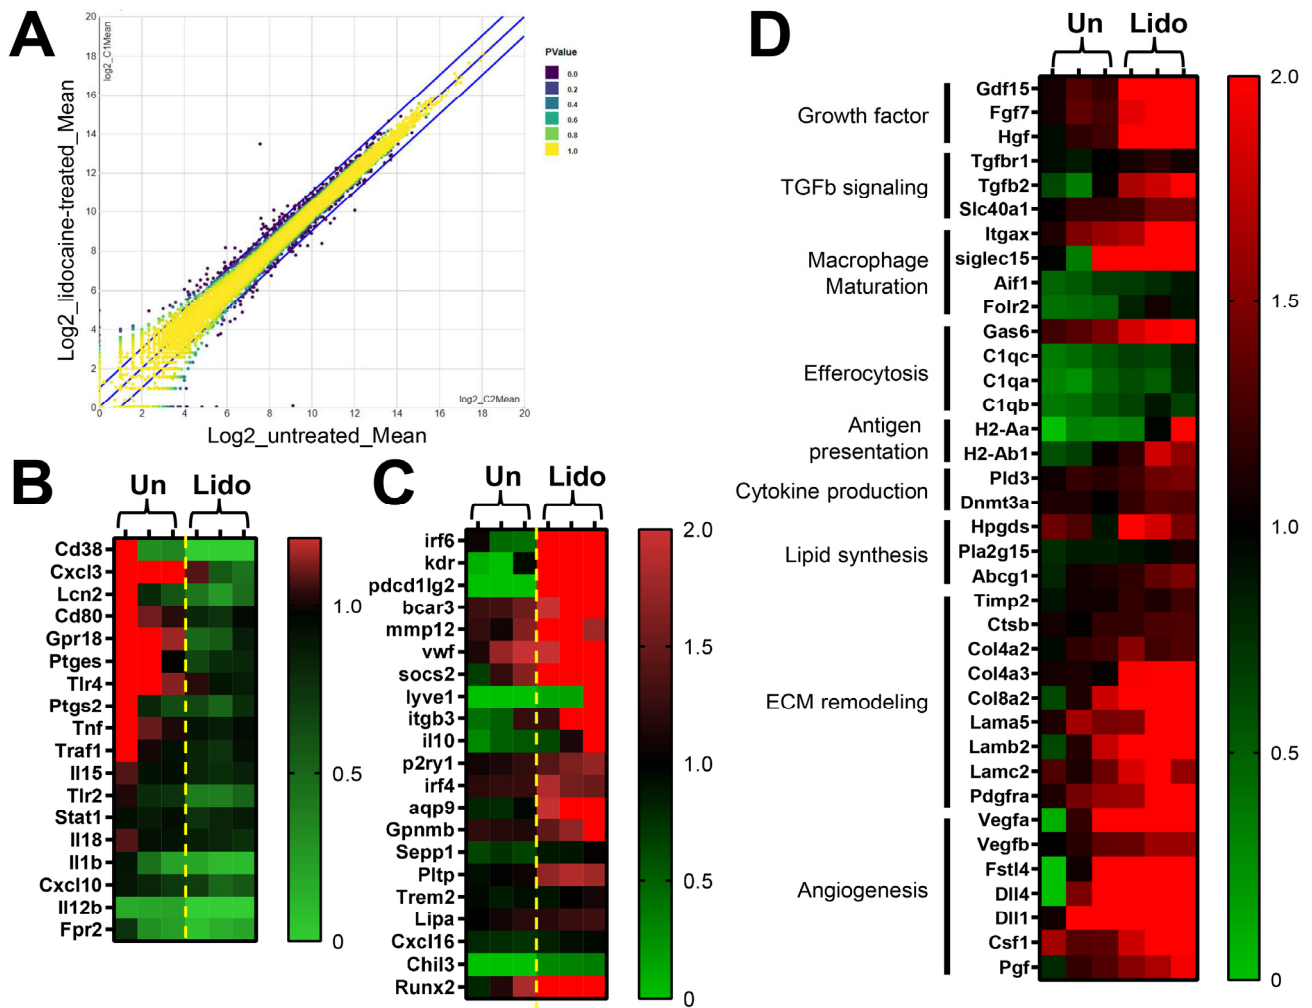 A
log2_C1Mean
Log2_lidocaine-treated_Mean
20
18
16
14
12
10
8
6
4
2
0
0 2 4 6 8 10 12 14 16 18 20
log2_C2Mean
Log2_untreated_Mean
PValue
0.0
0.2
0.4
0.6
0.8
1.0
B
Un Lido
Cd38
Cxcl3
Lcn2
Cd80
Gpr18
Ptges
Tlr4
Ptgs2
Tnf
Traf1
Il15
Tlr2
Stat1
Il18
Il1b
Cxcl10
Il12b
Fpr2
1.0
0.5
0
C
Un Lido
irf6
kdr
pdcd1lg2
bcar3
mmp12
vwf
socs2
lyve1
itgb3
il10
p2ry1
irf4
aqp9
Gpnmb
Sepp1
Pltp
Trem2
Lipa
Cxcl16
Chil3
Runx2
2.0
1.5
1.0
0.5
0
D
Un Lido
Growth factor
TGFb signaling
Macrophage
Maturation
Efferocytosis
Antigen
presentation
Cytokine production
Lipid synthesis
ECM remodeling
Angiogenesis
Gdf15
Fgf7
Hgf
Tgfbr1
Tgfb2
Slc40a1
Itgax
siglec15
Aif1
Folr2
Gas6
C1qc
C1qa
C1qb
H2-Aa
H2-Ab1
Pld3
Dnmt3a
Hpgds
Pla2g15
Abcg1
Timp2
Ctsb
Col4a2
Col4a3
Col8a2
Lama5
Lamb2
Lamc2
Pdgfra
Vegfa
Vegfb
Fstl4
Dll4
Dll1
Csf1
Pgf
2.0
1.5
1.0
0.5
0